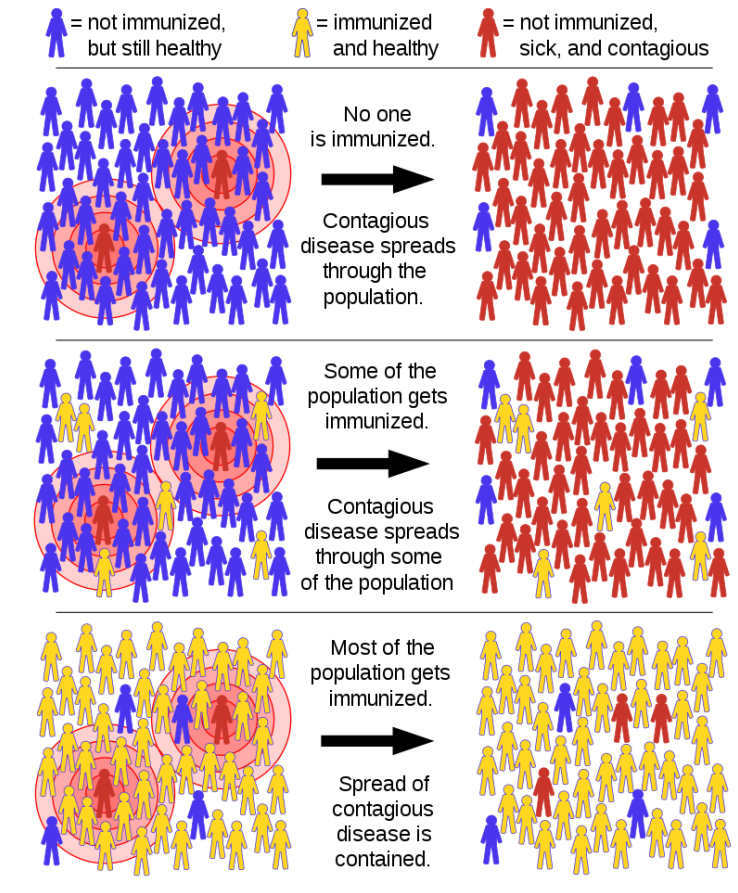 = not immunized,
but still healthy
= immunized
and healthy
= not immunized,
sick, and contagious
No one
is immunized.
Contagious
disease spreads
through the
population.
Some of the
population gets
immunized.
Contagious
disease spreads
through some
of the population
Most of the
population gets
immunized.
Spread of
contagious
disease is
contained.